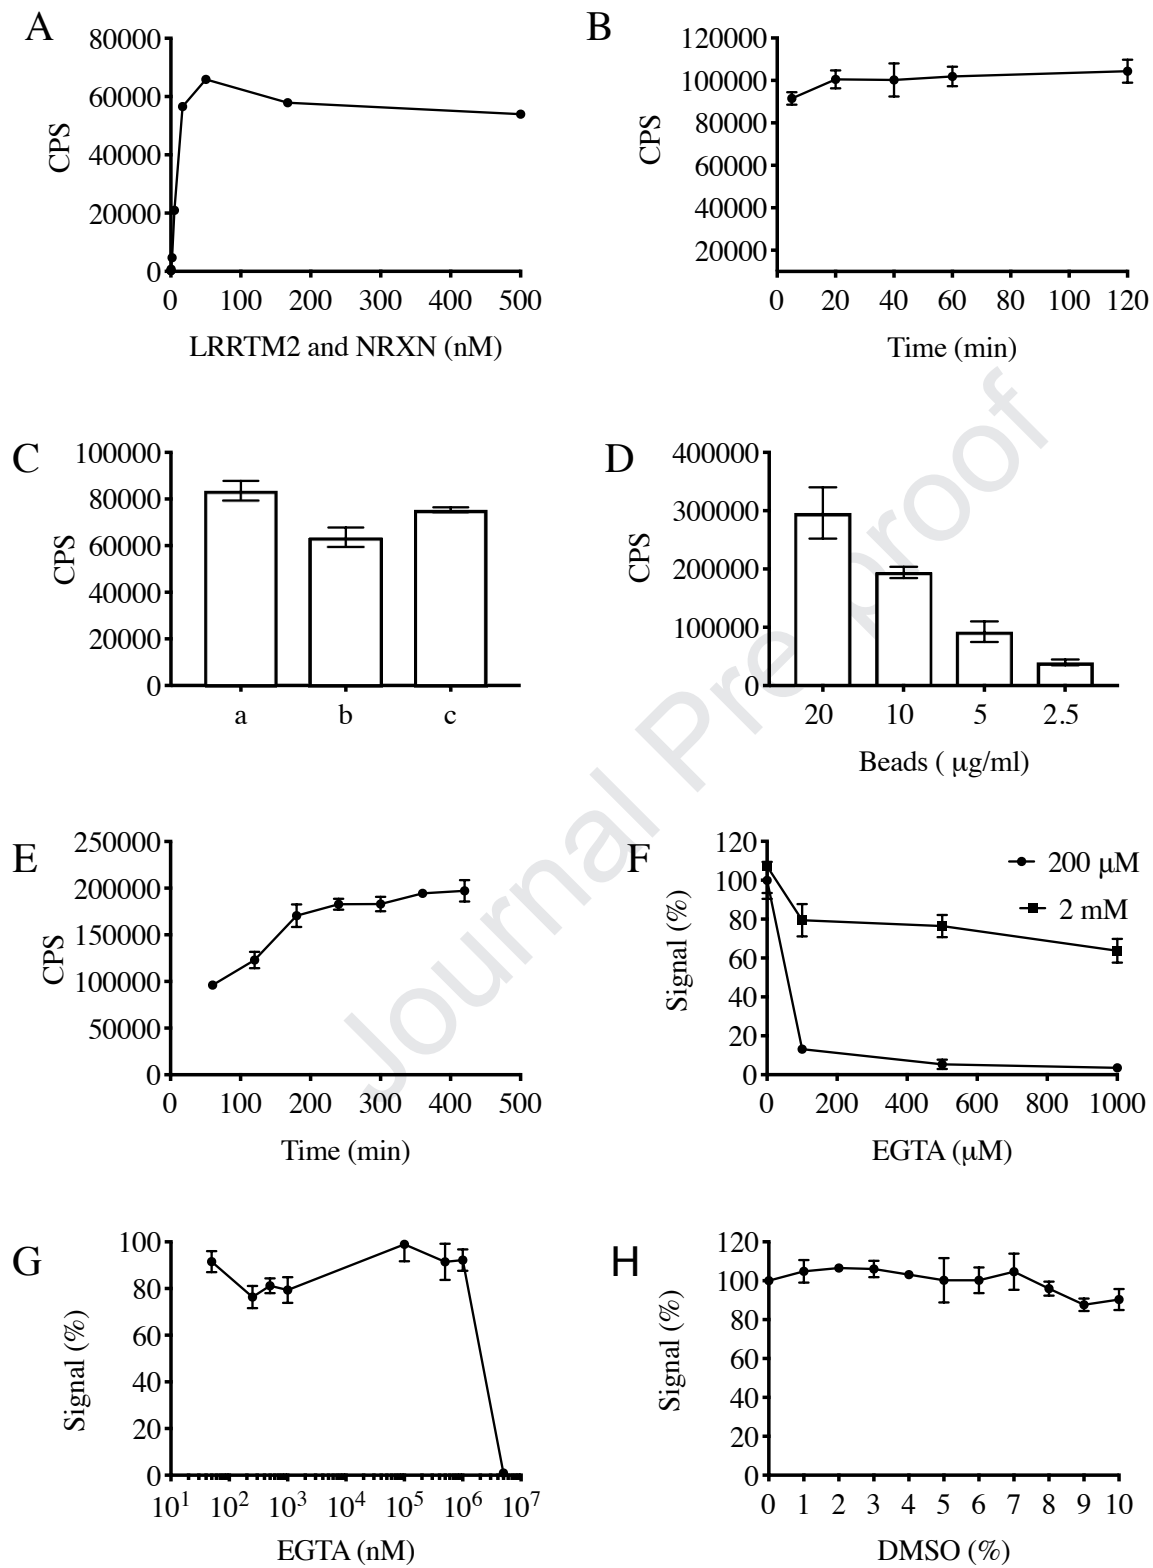 A
80000
60000
40000
20000
0
CPS
0 100 200 300 400 500
LRRTM2 and NRXN (nM)
B
120000
100000
80000
60000
40000
20000
CPS
0 20 40 60 80 100 120
Time (min)
C
100000
80000
60000
40000
20000
0
CPS
a b c
D
400000
300000
200000
100000
0
CPS
20 10 5 2.5
Beads ( μg/ml)
E
250000
200000
150000
100000
50000
0
CPS
0 100 200 300 400 500
Time (min)
F
120
100
80
60
40
20
0
Signal (%)
200 μM
2 mM
0 200 400 600 800 1000
EGTA (μM)
G
100
80
60
40
20
0
Signal (%)
10¹ 10² 10³ 10⁴ 10⁵ 10⁶ 10⁷
EGTA (nM)
H
120
100
80
60
40
20
0
Signal (%)
0 1 2 3 4 5 6 7 8 9 10
DMSO (%)
Journal Pre-proof